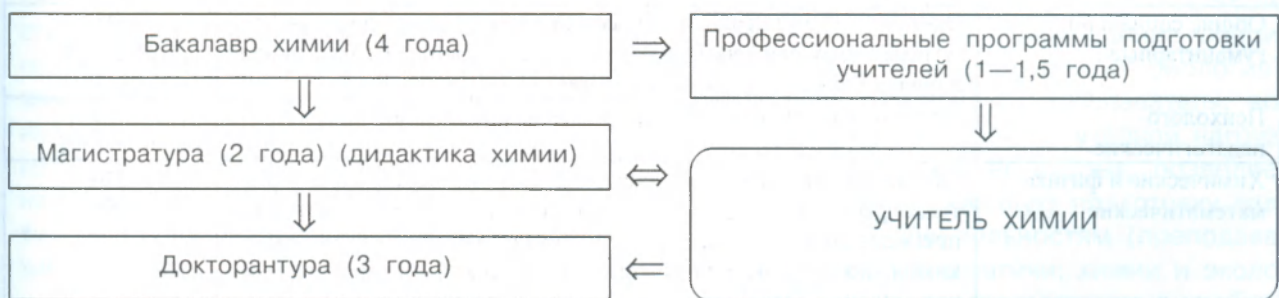 Бакалавр химии (4 года)
Профессиональные программы подготовки
учителей (1—1,5 года)
Магистратура (2 года) (дидактика химии)
УЧИТЕЛЬ ХИМИИ
Докторантура (3 года)